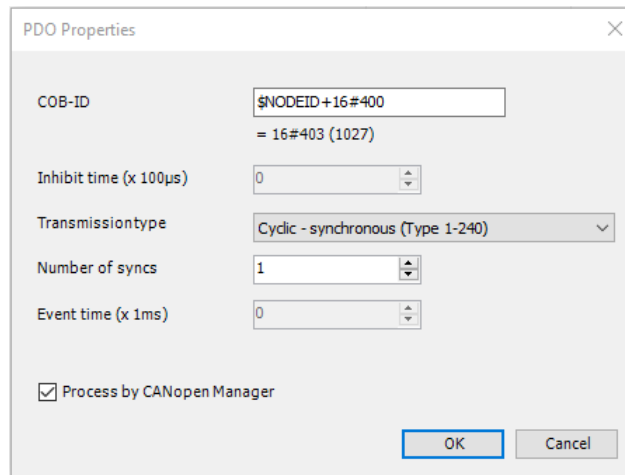 PDO Properties
COB-ID
$NODEID+16#400
= 16#403 (1027)
Inhibit time (x 100µs)
0
Transmissiontype
Cyclic - synchronous (Type 1-240)
Number of syncs
1
Event time (x 1ms)
0
Process by CANopen Manager
OK
Cancel